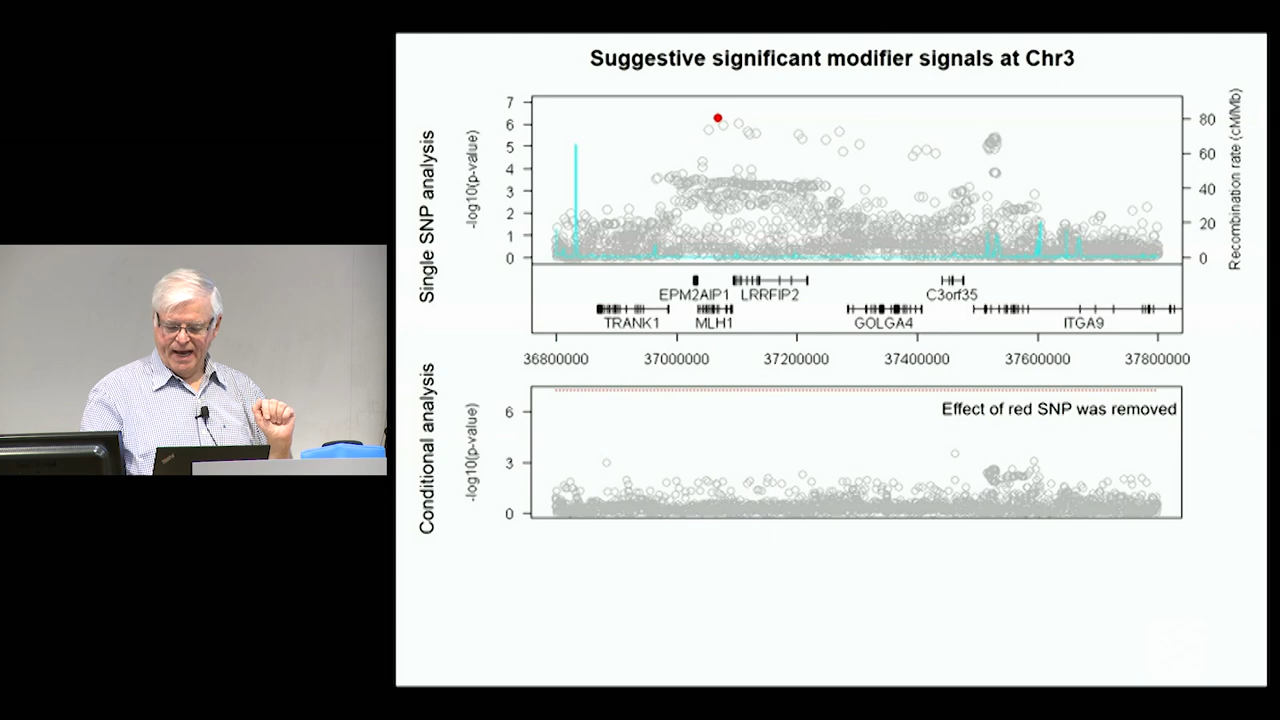 Suggestive significant modifier signals at Chr3
Single SNP analysis
-log10(p-value)
7
6
5
4
3
2
1
0
80
60
40
20
0
Recombination rate (cM/Mb)
EPM2AIP1 LRRFIP2 C3orf35
TRANK1 MLH1 GOLGA4 ITGA9
36800000 37000000 37200000 37400000 37600000 37800000
Conditional analysis
-log10(p-value)
6
3
0
Effect of red SNP was removed